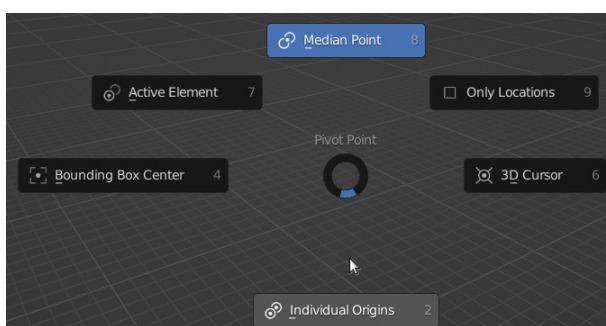 Median Point 8
Active Element 7
Only Locations 9
Pivot Point
Bounding Box Center 4
3D Cursor 6
Individual Origins 2